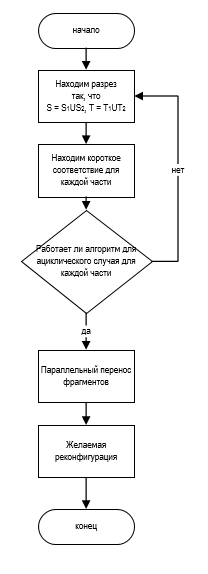 начало
Находим разрез
так, что
S = S₁US₂, T = T₁UT₂
Находим короткое
соответствие для
каждой части
нет
Работает ли алгоритм для
ациклического случая для
каждой части
да
Параллельный перенос
фрагментов
Желаемая
реконфигурация
конец